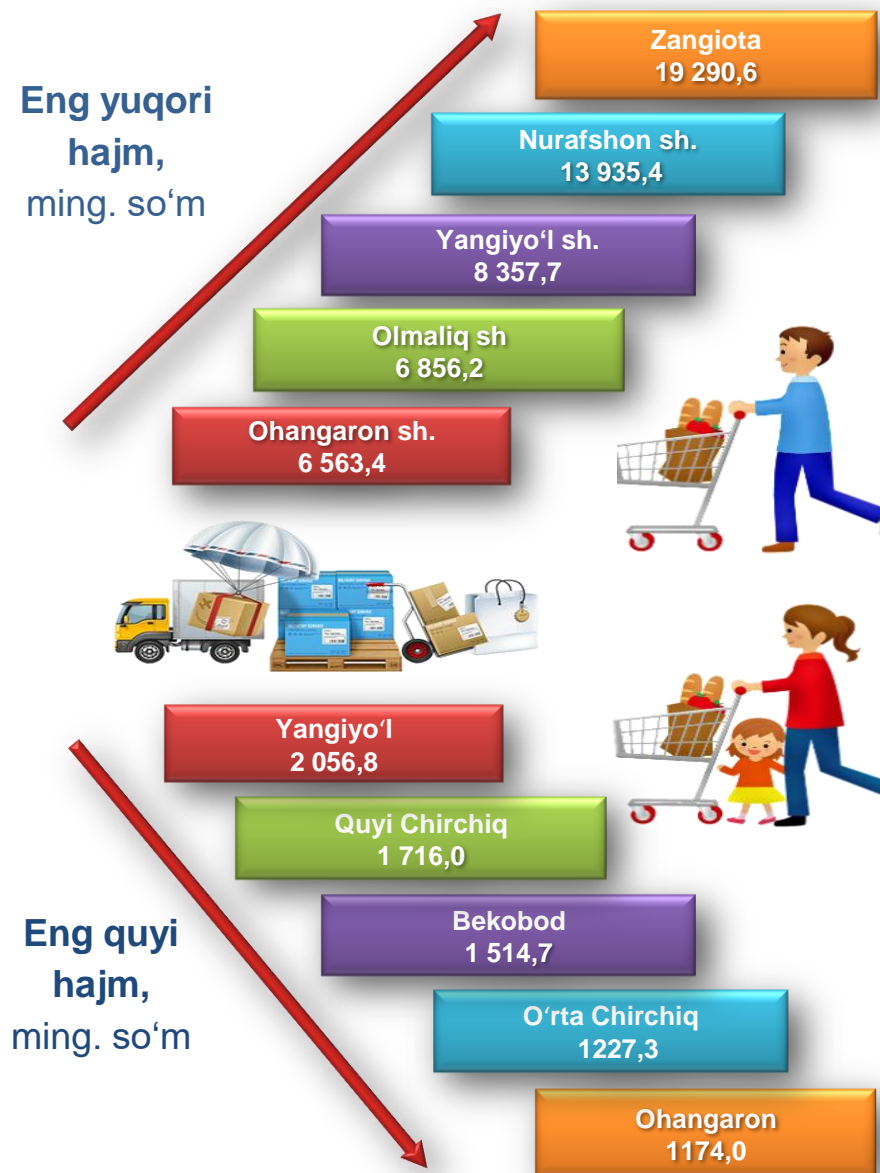 Zangiota
19 290,6
Eng yuqori
hajm,
ming. so‘m
Nurafshon sh.
13 935,4
Yangiyo‘l sh.
8 357,7
Olmaliq sh
6 856,2
Ohangaron sh.
6 563,4
Yangiyo‘l
2 056,8
Quyi Chirchiq
1 716,0
Bekobod
1 514,7
Eng quyi
hajm,
ming. so‘m
O‘rta Chirchiq
1227,3
Ohangaron
1174,0